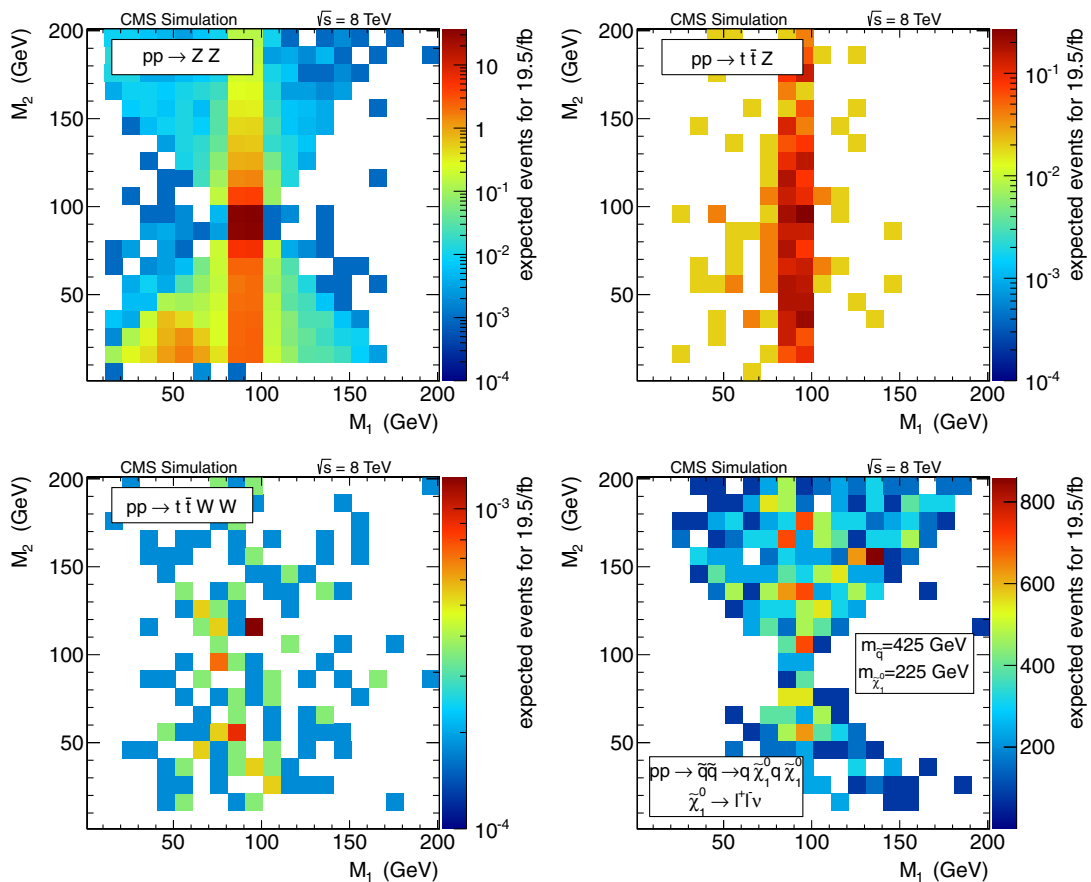 CMS Simulation √s = 8 TeV
M₂ (GeV)
200
150
100
50
pp → Z Z
50 100 150 200
M₁ (GeV)
10
1
10⁻¹
10⁻²
10⁻³
10⁻⁴
expected events for 19.5/fb
CMS Simulation √s = 8 TeV
M₂ (GeV)
200
150
100
50
pp → t t̄ Z
50 100 150 200
M₁ (GeV)
10⁻¹
10⁻²
10⁻³
10⁻⁴
expected events for 19.5/fb
CMS Simulation √s = 8 TeV
M₂ (GeV)
200
150
100
50
pp → t t̄ W W
50 100 150 200
M₁ (GeV)
10⁻³
10⁻⁴
expected events for 19.5/fb
CMS Simulation √s = 8 TeV
M₂ (GeV)
200
150
100
50
m_q̃=425 GeV
m_χ̃₁⁰=225 GeV
pp → q̃q̃ → q χ̃₁⁰ q χ̃₁⁰
χ̃₁⁰ → l⁺l⁻ν
50 100 150 200
M₁ (GeV)
800
600
400
200
expected events for 19.5/fb